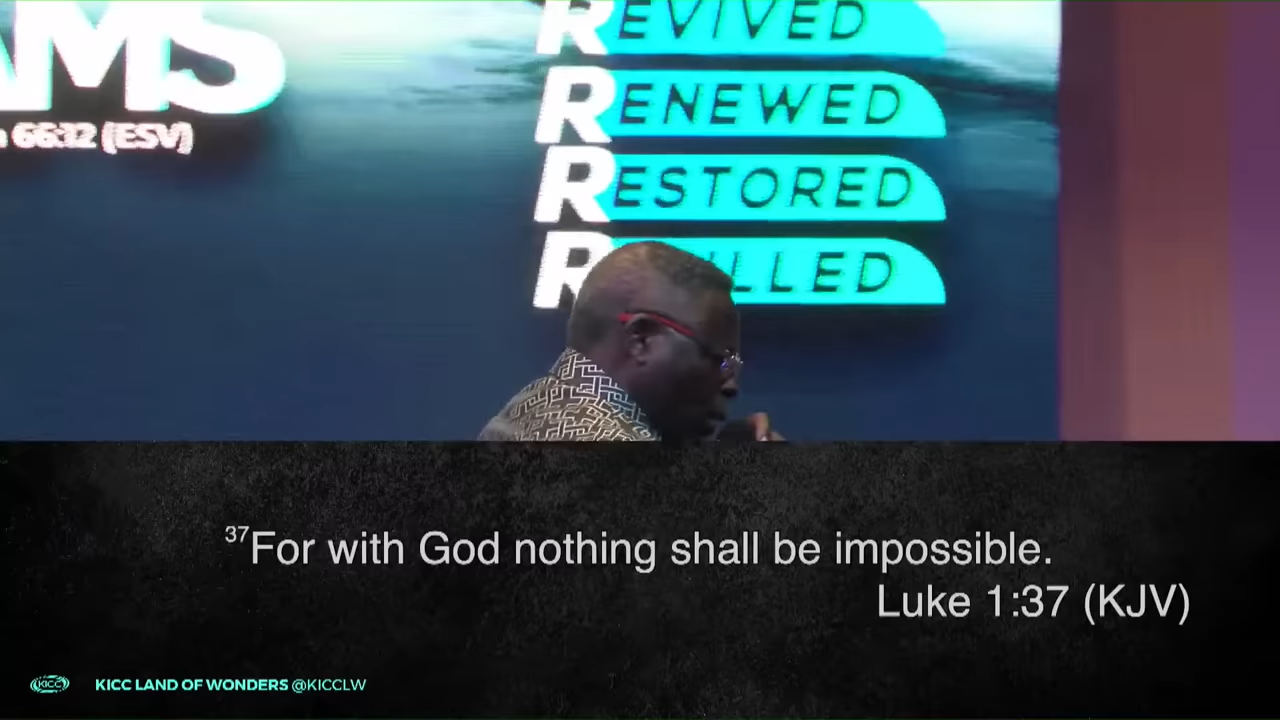 AMS
66:12 (ESV)
REVIVED
RENEWED
RESTORED
R LLED
³⁷For with God nothing shall be impossible.
Luke 1:37 (KJV)
KICC
KICC LAND OF WONDERS @KICCLW